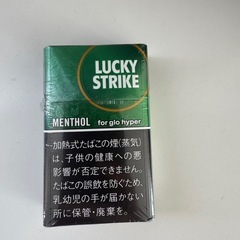 LUCKY
STRIKE
MENTHOL for glo hyper
加熱式たばこの煙(蒸気)
は、子供の健康への悪
影響が否定できません。
たばこの誤飲を防ぐため、
乳幼児の手が届かない
所に保管・廃棄を。